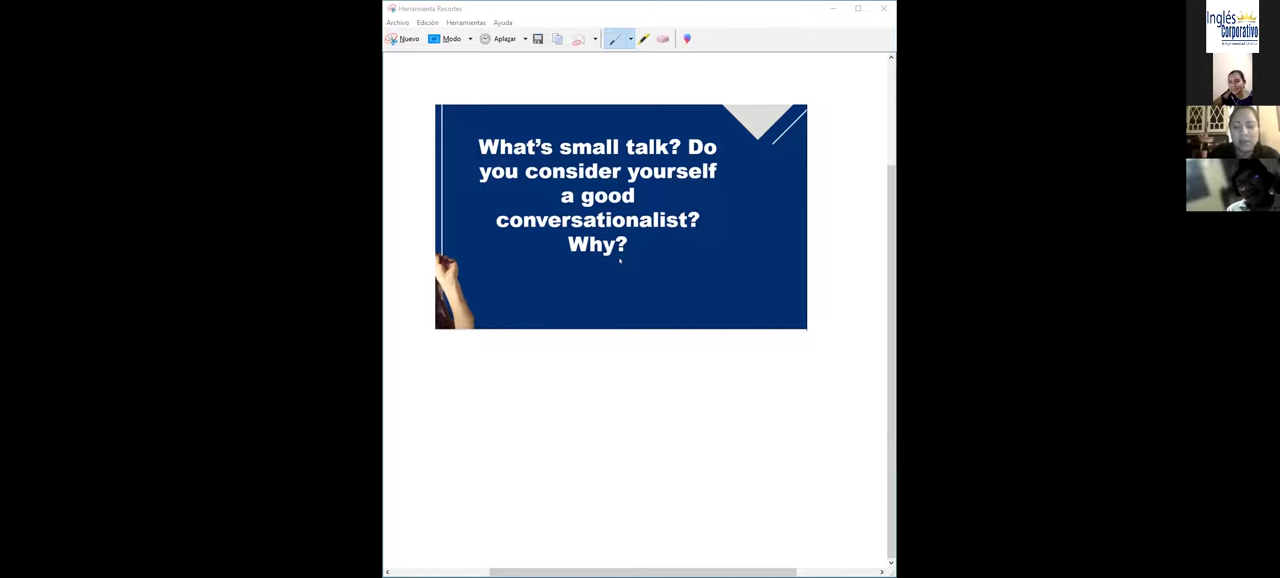 Herramienta Recortes
Archivo Edición Herramientas Ayuda
Nuevo Modo Aplazar
What's small talk? Do
you consider yourself
a good
conversationalist?
Why?
Inglés
Corporativo